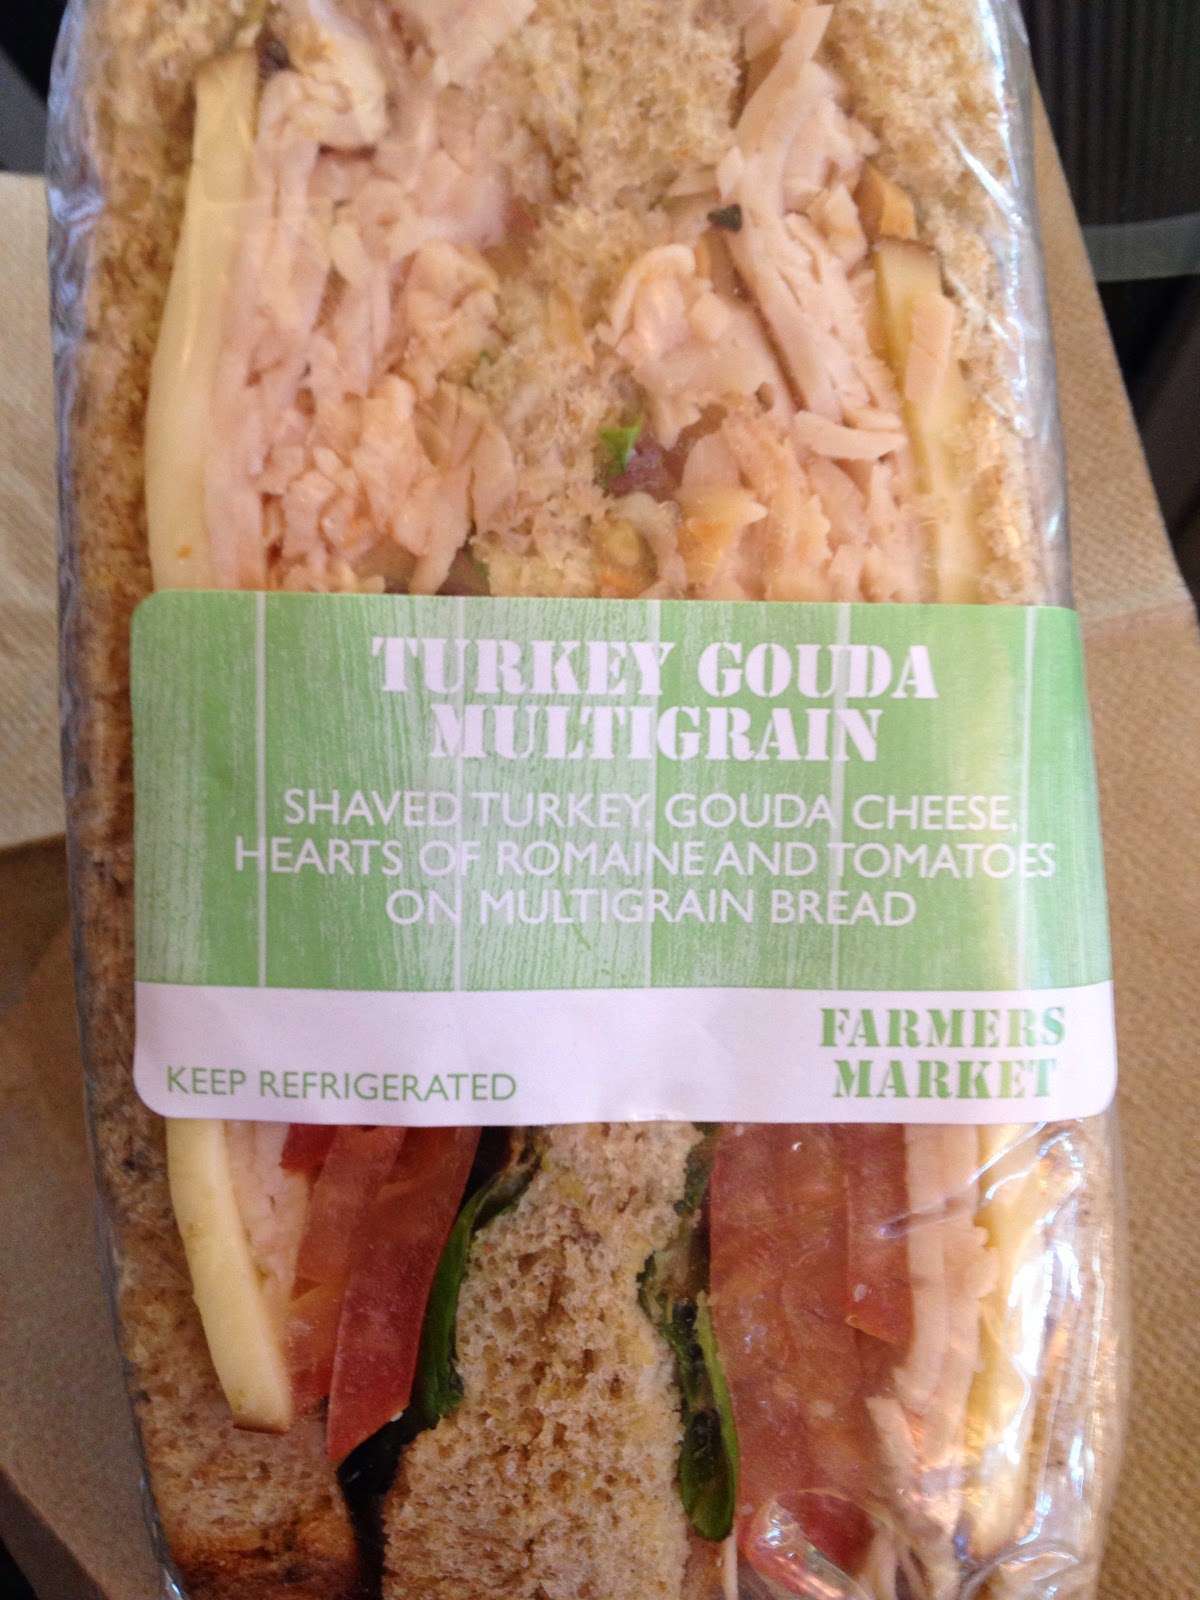 TURKEY GOUDA
MULTIGRAIN
SHAVED TURKEY, GOUDA CHEESE,
HEARTS OF ROMAINE AND TOMATOES
ON MULTIGRAIN BREAD
FARMERS
MARKET
KEEP REFRIGERATED